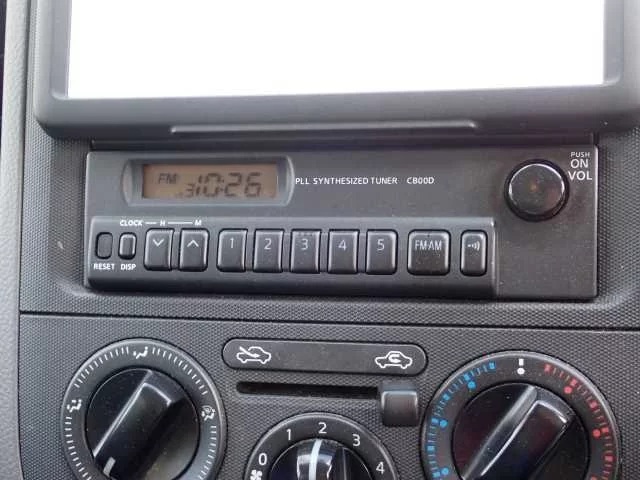 FM 10:26
PLL SYNTHESIZED TUNER CB00D
PUSH
ON
VOL
CLOCK H M
RESET DISP
1 2 3 4 5 FM·AM
0 1 2 3 4